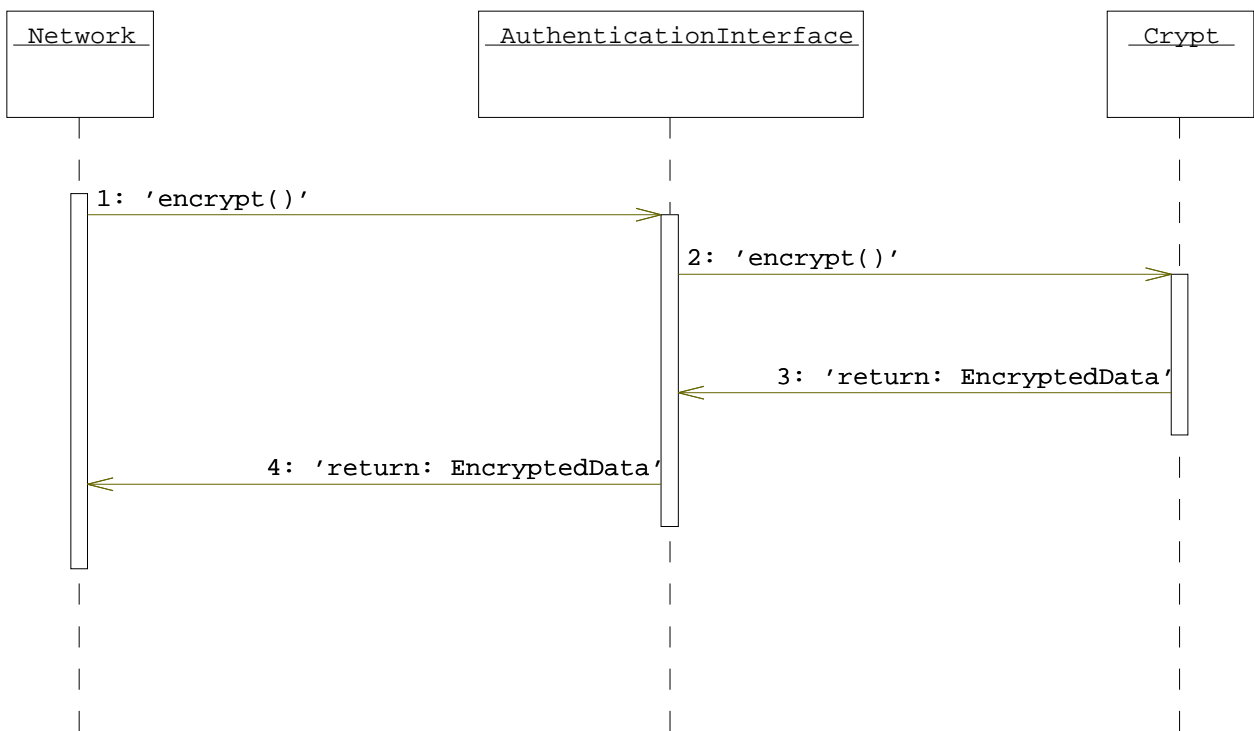 Network
AuthenticationInterface
Crypt
1: ’encrypt()’
2: ’encrypt()’
3: ’return: EncryptedData’
4: ’return: EncryptedData’